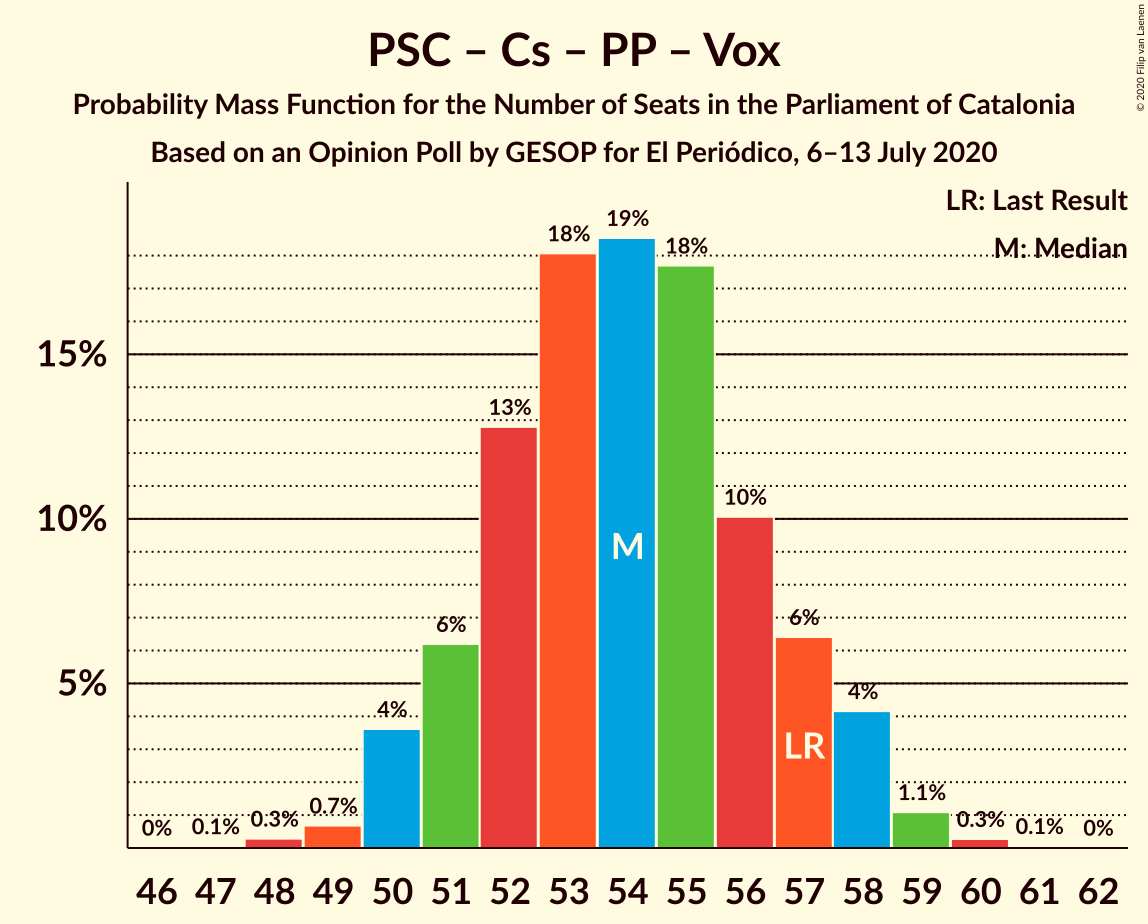 PSC – Cs – PP – Vox
Probability Mass Function for the Number of Seats in the Parliament of Catalonia
Based on an Opinion Poll by GESOP for El Periódico, 6–13 July 2020
© 2020 Filip van Laenen
LR: Last Result
M: Median
15%
10%
5%
0%
0.1%
0.3%
0.7%
4%
6%
13%
18%
19%
18%
10%
6%
4%
1.1%
0.3%
0.1%
0%
M
LR
46 47 48 49 50 51 52 53 54 55 56 57 58 59 60 61 62